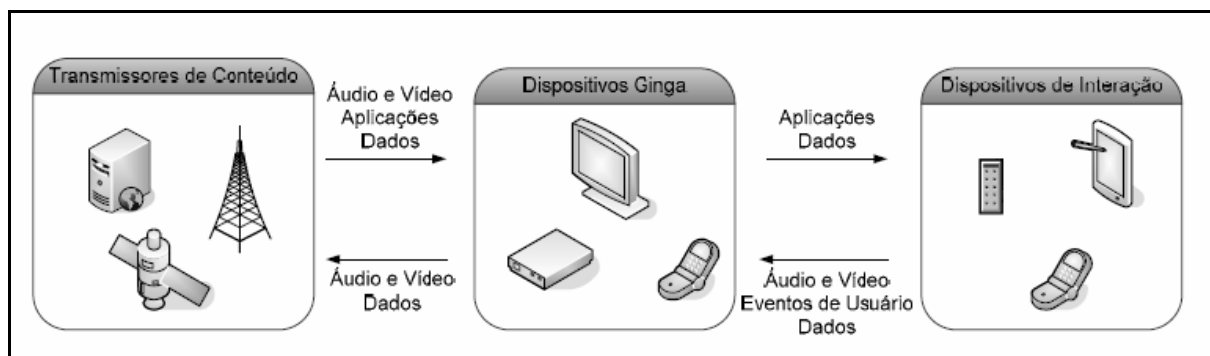 Transmissores de Conteúdo
Áudio e Vídeo
Aplicações
Dados
Áudio e Vídeo
Dados
Dispositivos Ginga
Aplicações
Dados
Áudio e Vídeo
Eventos de Usuário
Dados
Dispositivos de Interação